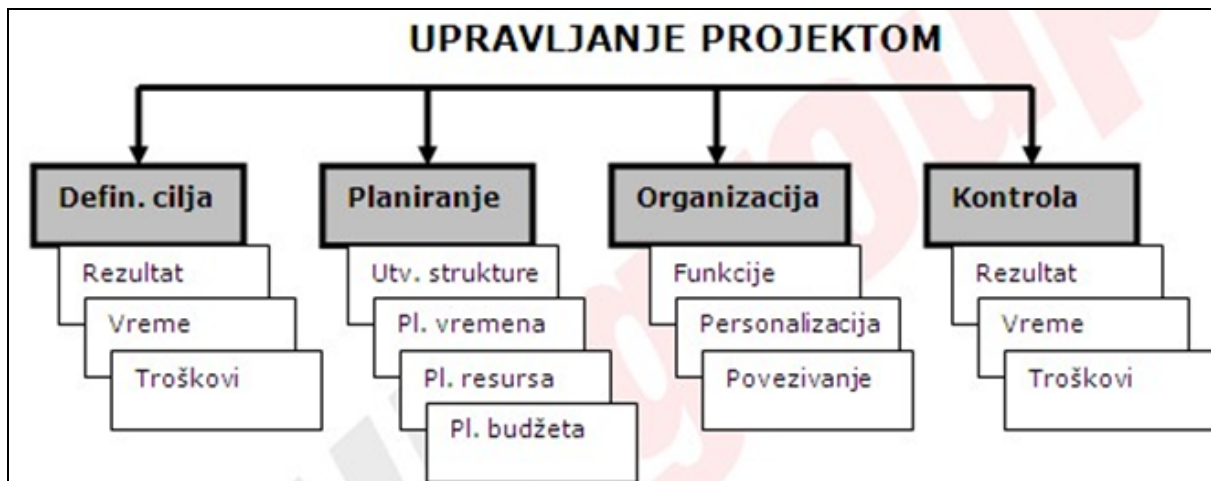 UPRAVLJANJE PROJEKTOM
Defin. cilja
Rezultat
Vreme
Troškovi
Planiranje
Utv. strukture
Pl. vremena
Pl. resursa
Pl. budžeta
Organizacija
Funkcije
Personalizacija
Povezivanje
Kontrola
Rezultat
Vreme
Troškovi
group